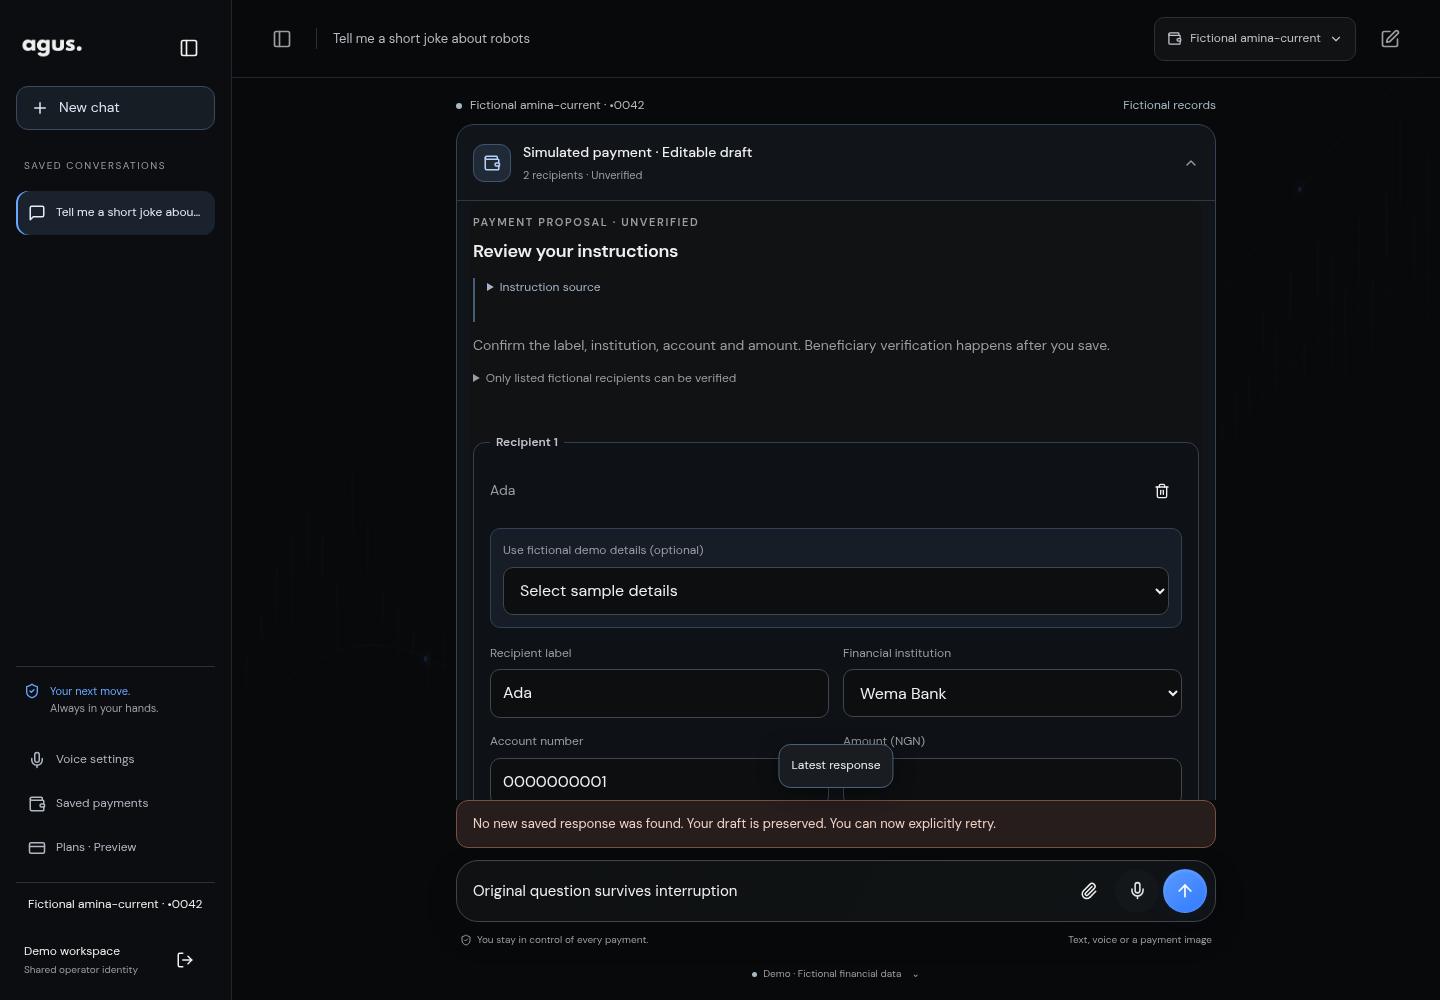 agus.
New chat
SAVED CONVERSATIONS
Tell me a short joke abou...
Your next move.
Always in your hands.
Voice settings
Saved payments
Plans · Preview
Fictional amina-current · •0042
Demo workspace
Shared operator identity
Tell me a short joke about robots
Fictional amina-current
Fictional amina-current · •0042
Fictional records
Simulated payment · Editable draft
2 recipients · Unverified
PAYMENT PROPOSAL · UNVERIFIED
Review your instructions
Instruction source
Confirm the label, institution, account and amount. Beneficiary verification happens after you save.
Only listed fictional recipients can be verified
Recipient 1
Ada
Use fictional demo details (optional)
Select sample details
Recipient label
Financial institution
Ada
Wema Bank
Account number
Amount (NGN)
0000000001
Latest response
No new saved response was found. Your draft is preserved. You can now explicitly retry.
Original question survives interruption
You stay in control of every payment.
Text, voice or a payment image
Demo · Fictional financial data